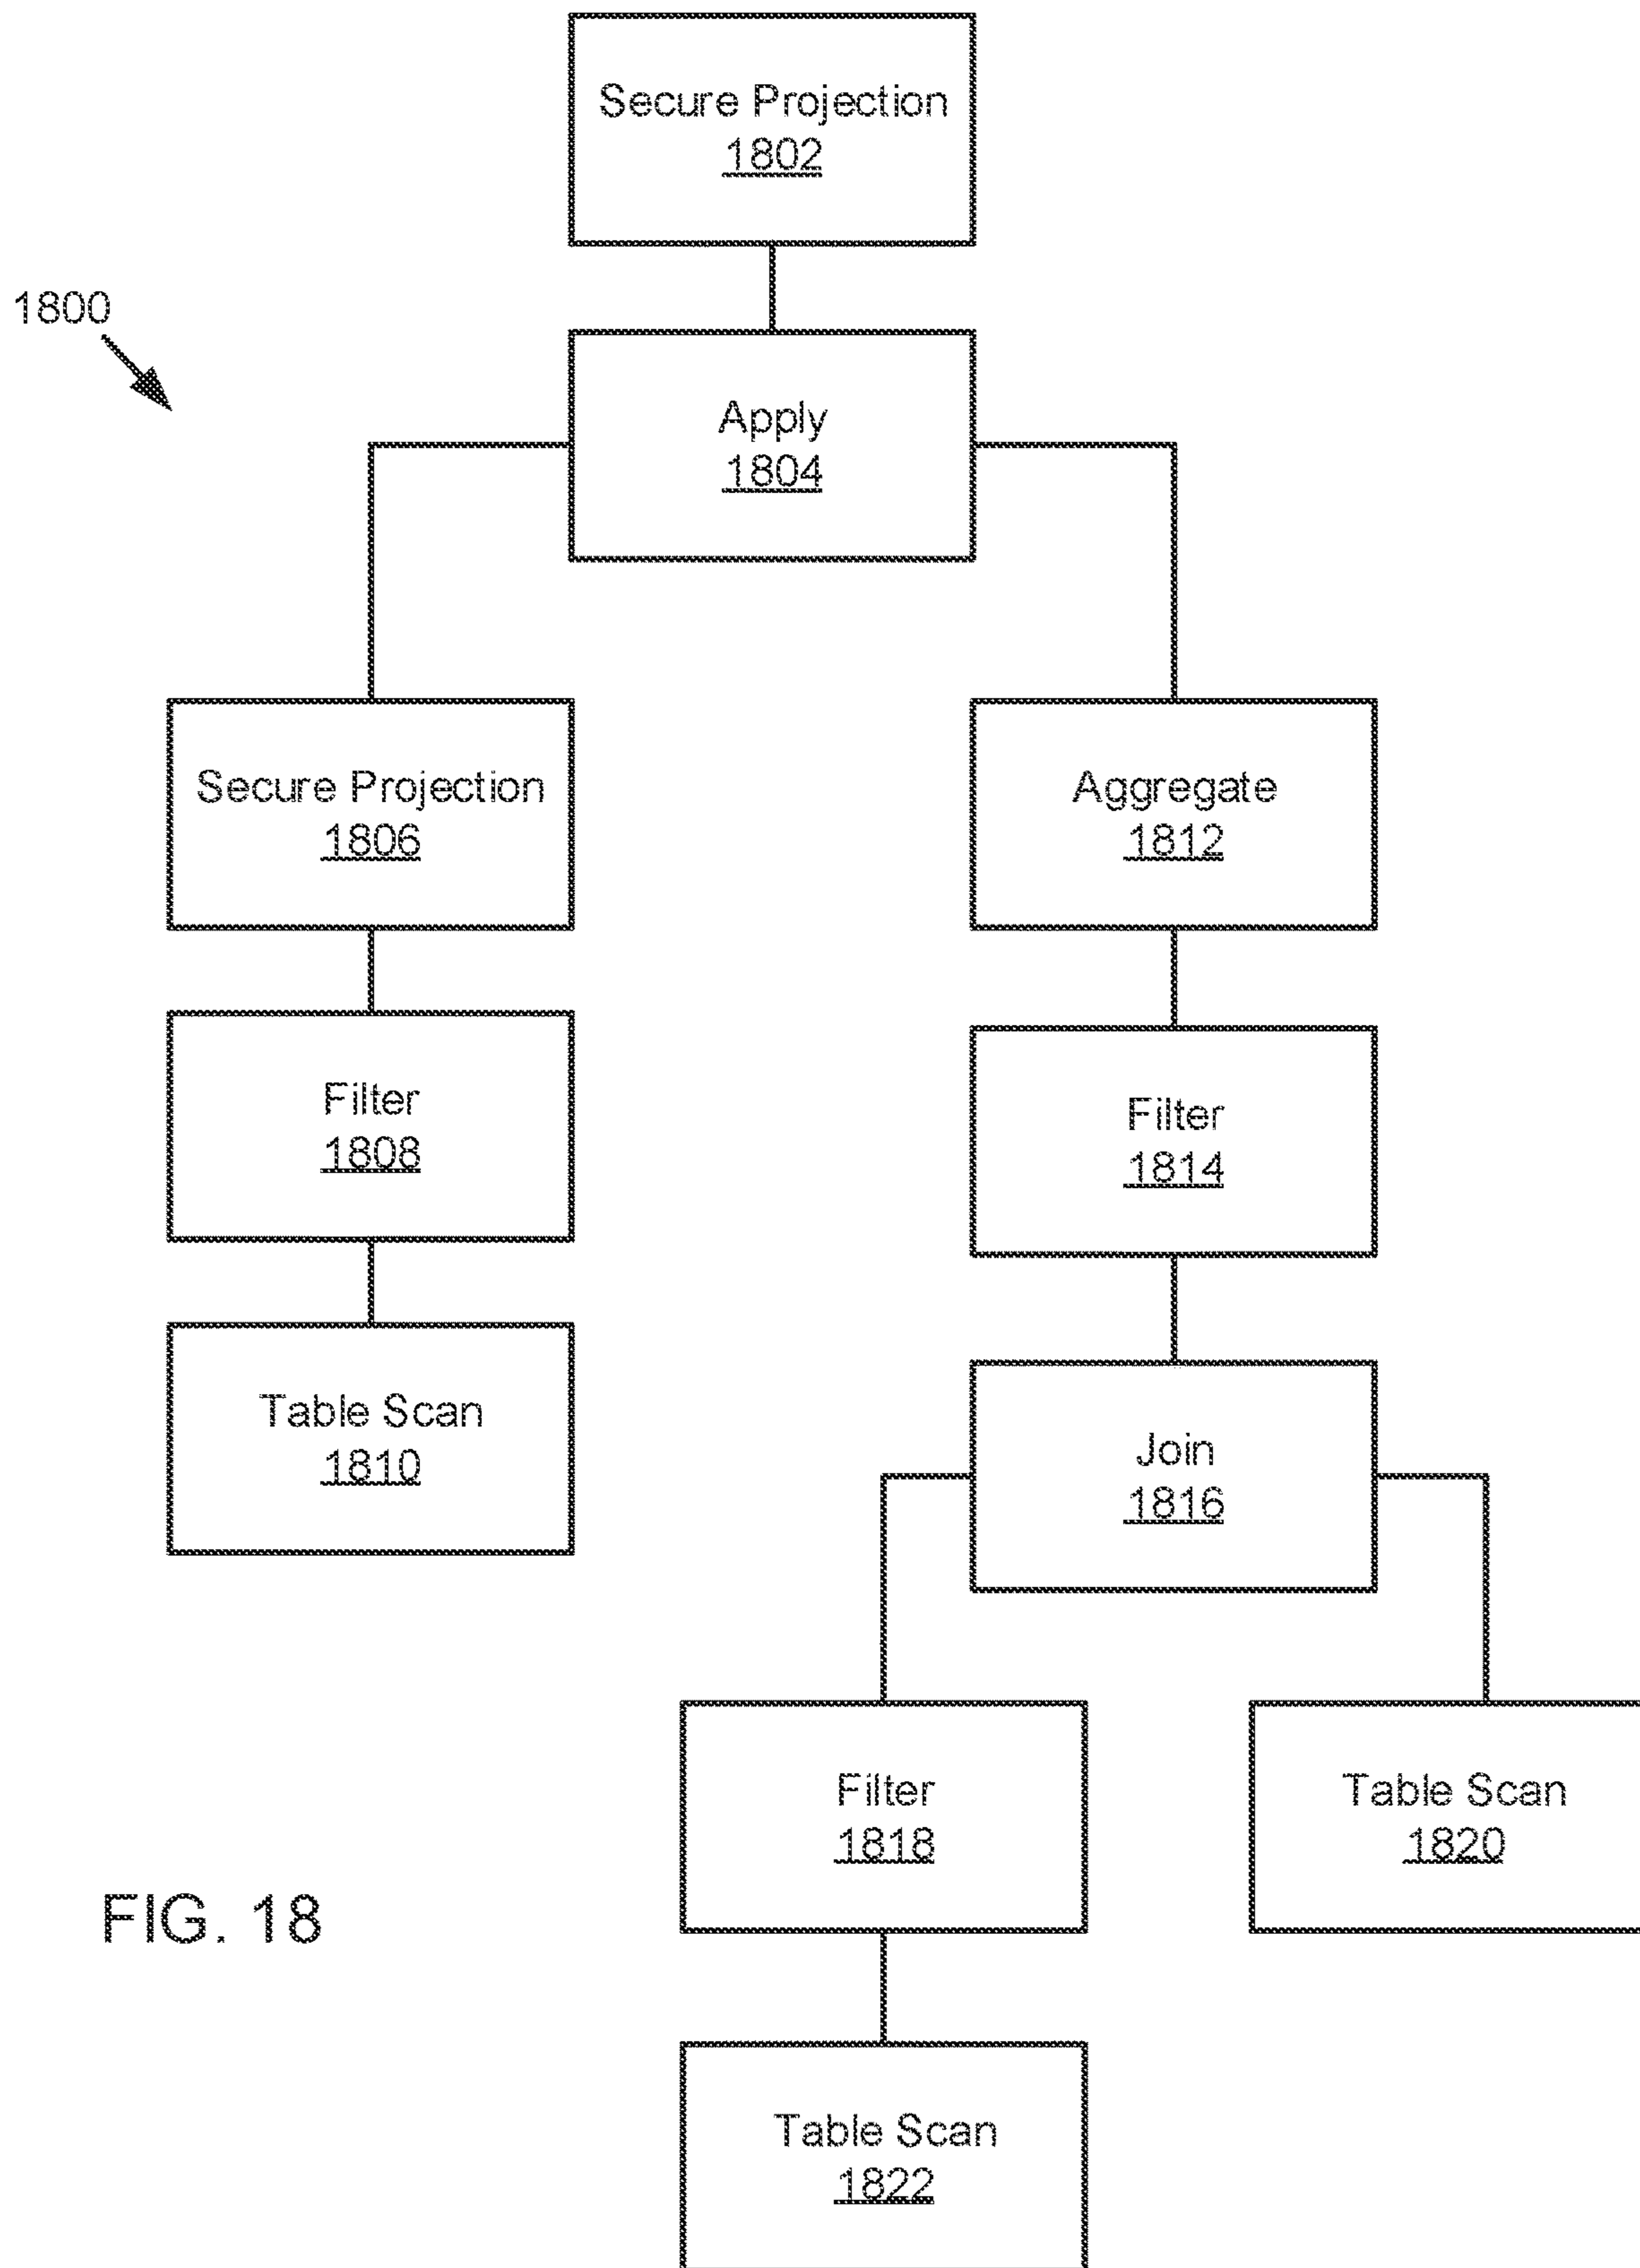 Secure Projection
1802
1800
Apply
1804
Secure Projection
1806
Aggregate
1812
Filter
1808
Filter
1814
Table Scan
1810
Join
1816
Filter
1818
Table Scan
1820
FIG. 18
Table Scan
1822